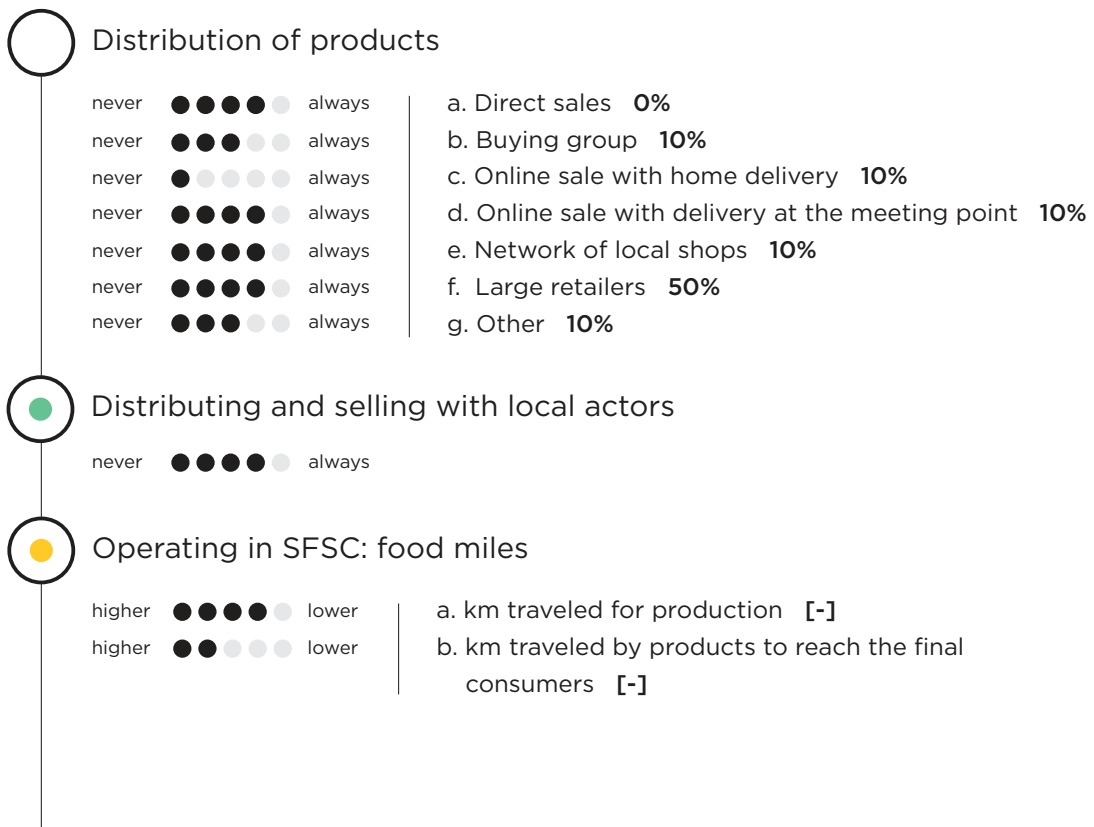 Distribution of products
never always a. Direct sales 0%
never always b. Buying group 10%
never always c. Online sale with home delivery 10%
never always d. Online sale with delivery at the meeting point 10%
never always e. Network of local shops 10%
never always f. Large retailers 50%
never always g. Other 10%
Distributing and selling with local actors
never always
Operating in SFSC: food miles
higher lower a. km traveled for production [-]
higher lower b. km traveled by products to reach the final
consumers [-]